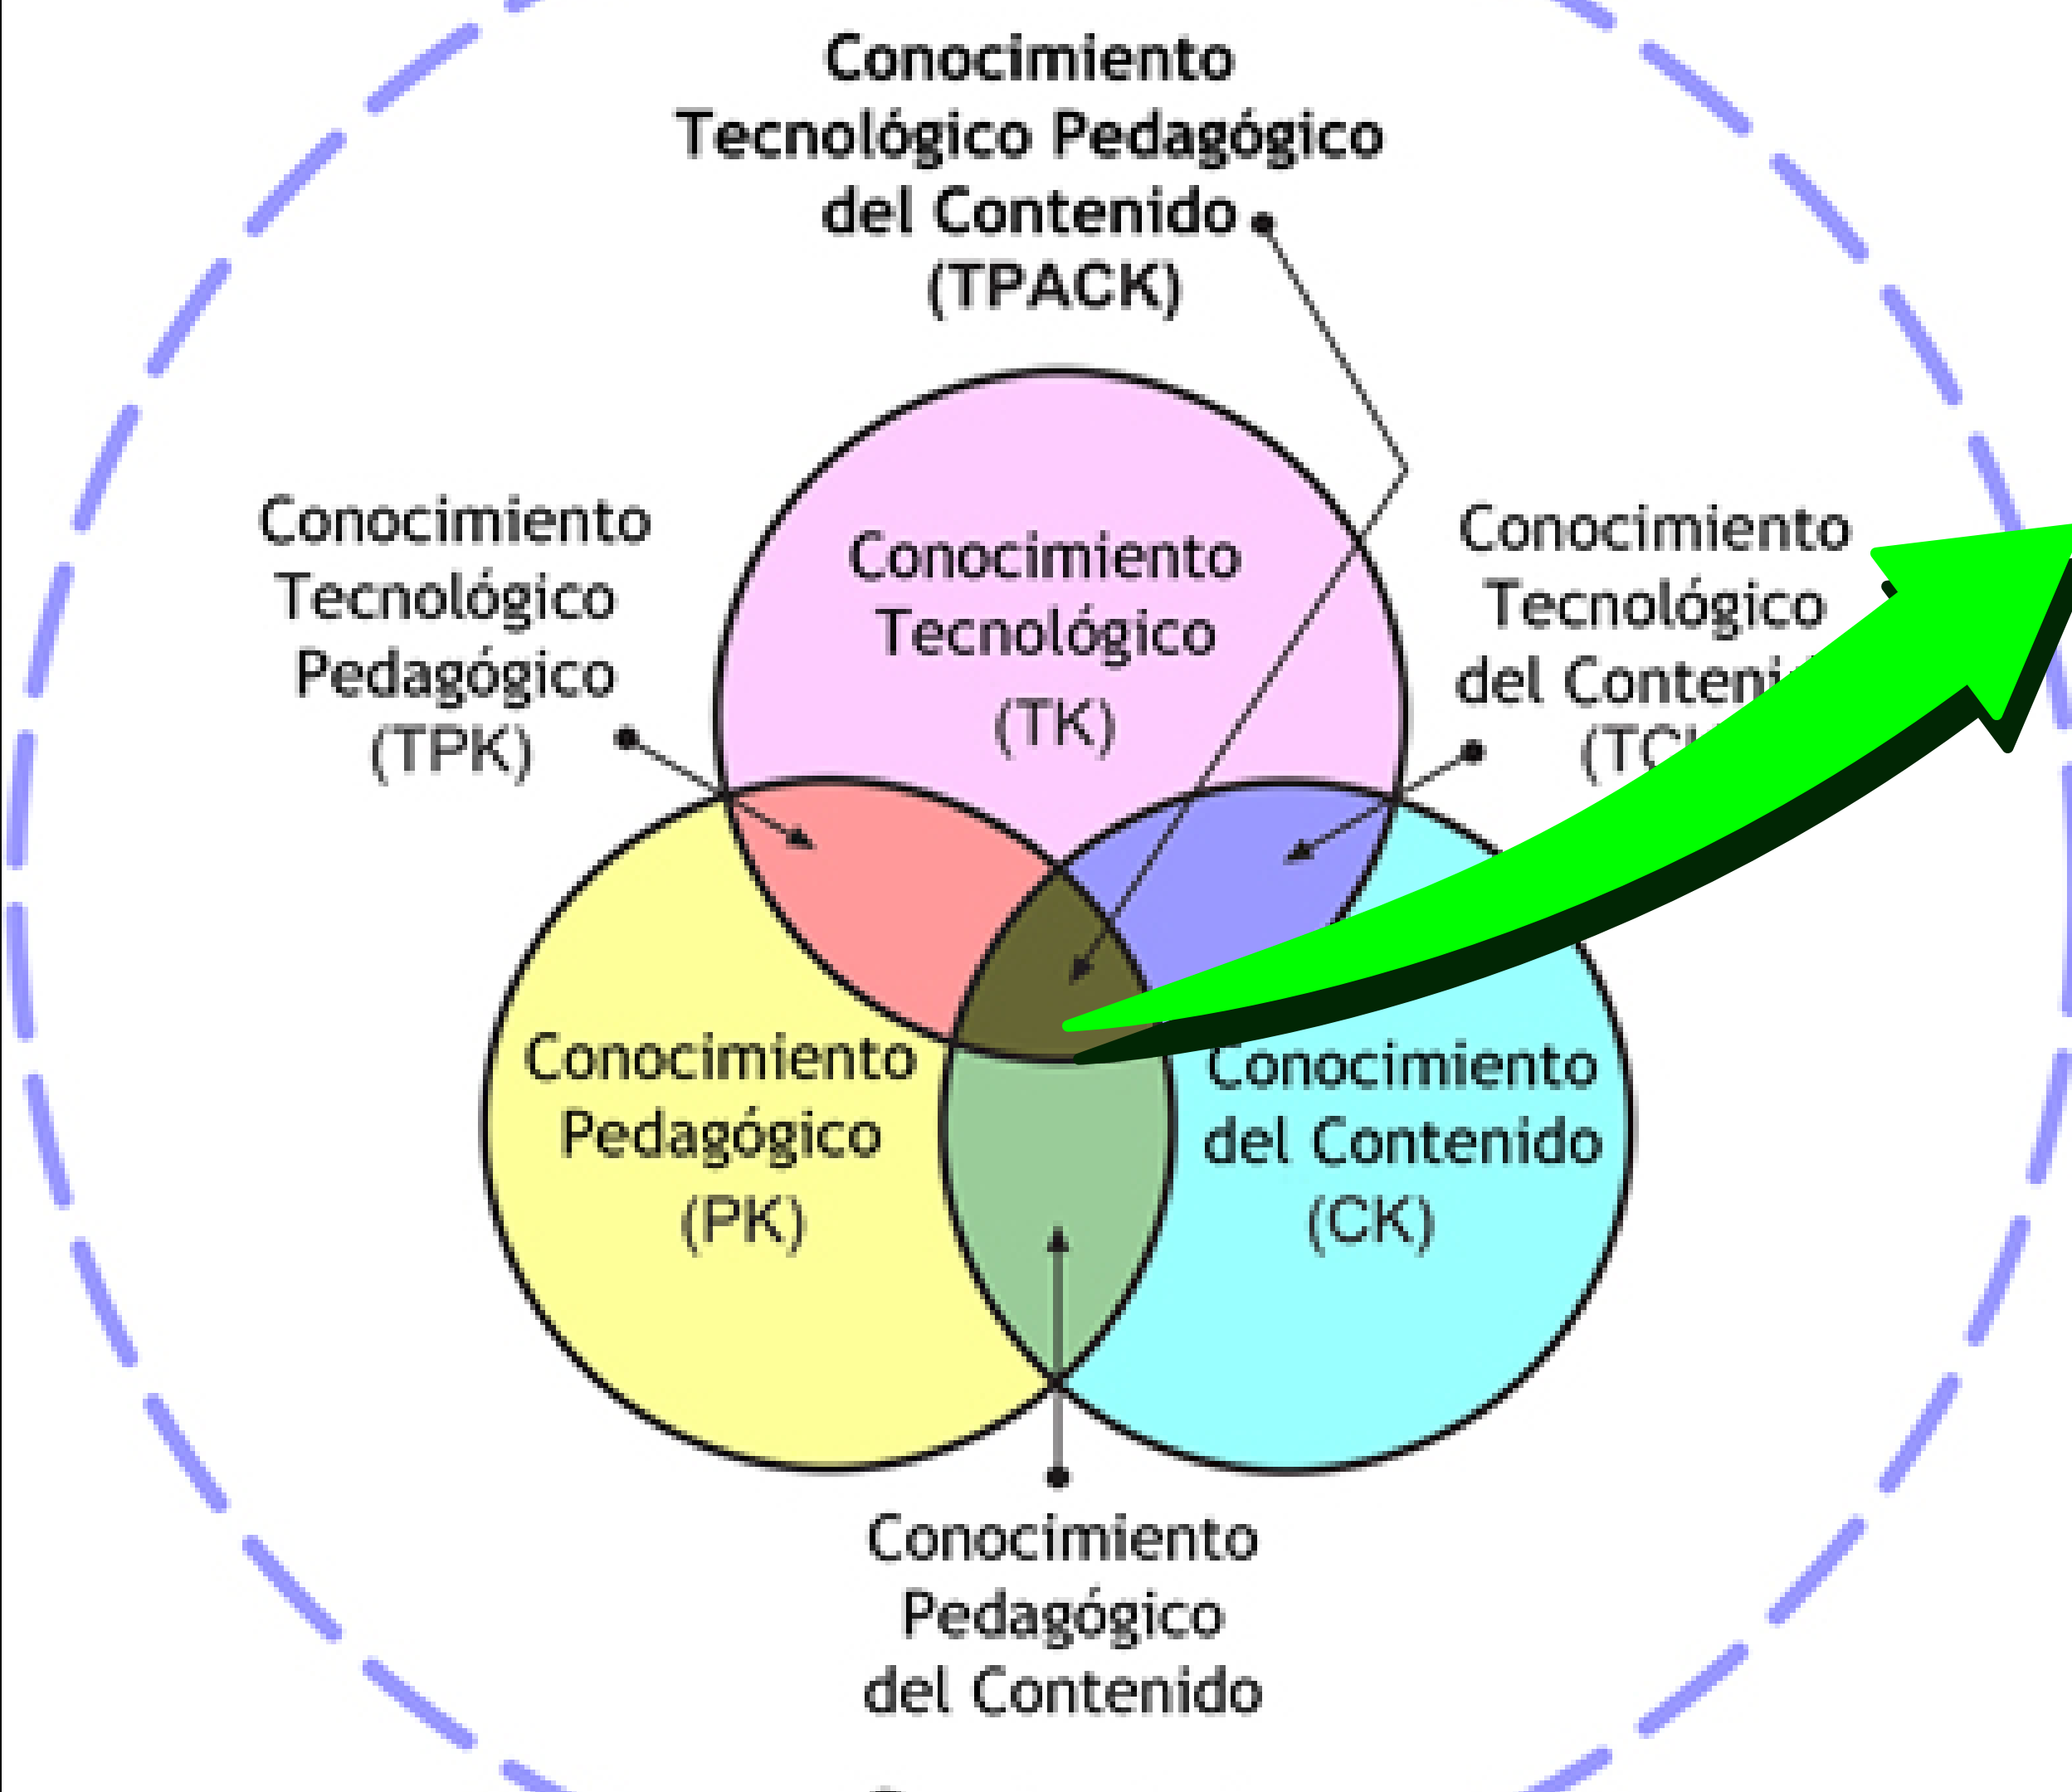 Conocimiento
Tecnológico Pedagógico
del Contenido
(TPACK)
Conocimiento
Tecnológico
Pedagógico
(TPK)
Conocimiento
Tecnológico
(TK)
Conocimiento
Tecnológico
del
Conocimiento
Pedagógico
(PK)
Conocimiento
del Contenido
(CK)
Conocimiento
Pedagógico
del Contenido